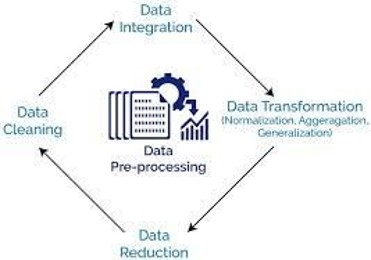 Data
Integration
Data Transformation
(Normalization, Aggeragation,
Generalization)
Data
Cleaning
Data
Pre-processing
Data
Reduction